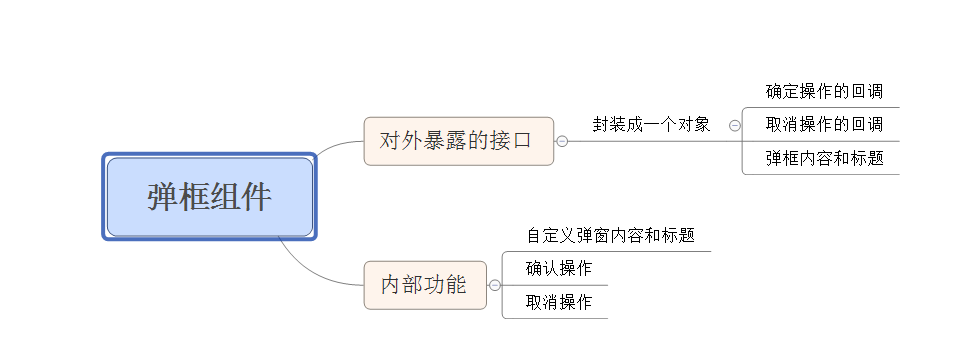 弹框组件
对外暴露的接口
封装成一个对象
确定操作的回调
取消操作的回调
弹框内容和标题
内部功能
自定义弹窗内容和标题
确认操作
取消操作